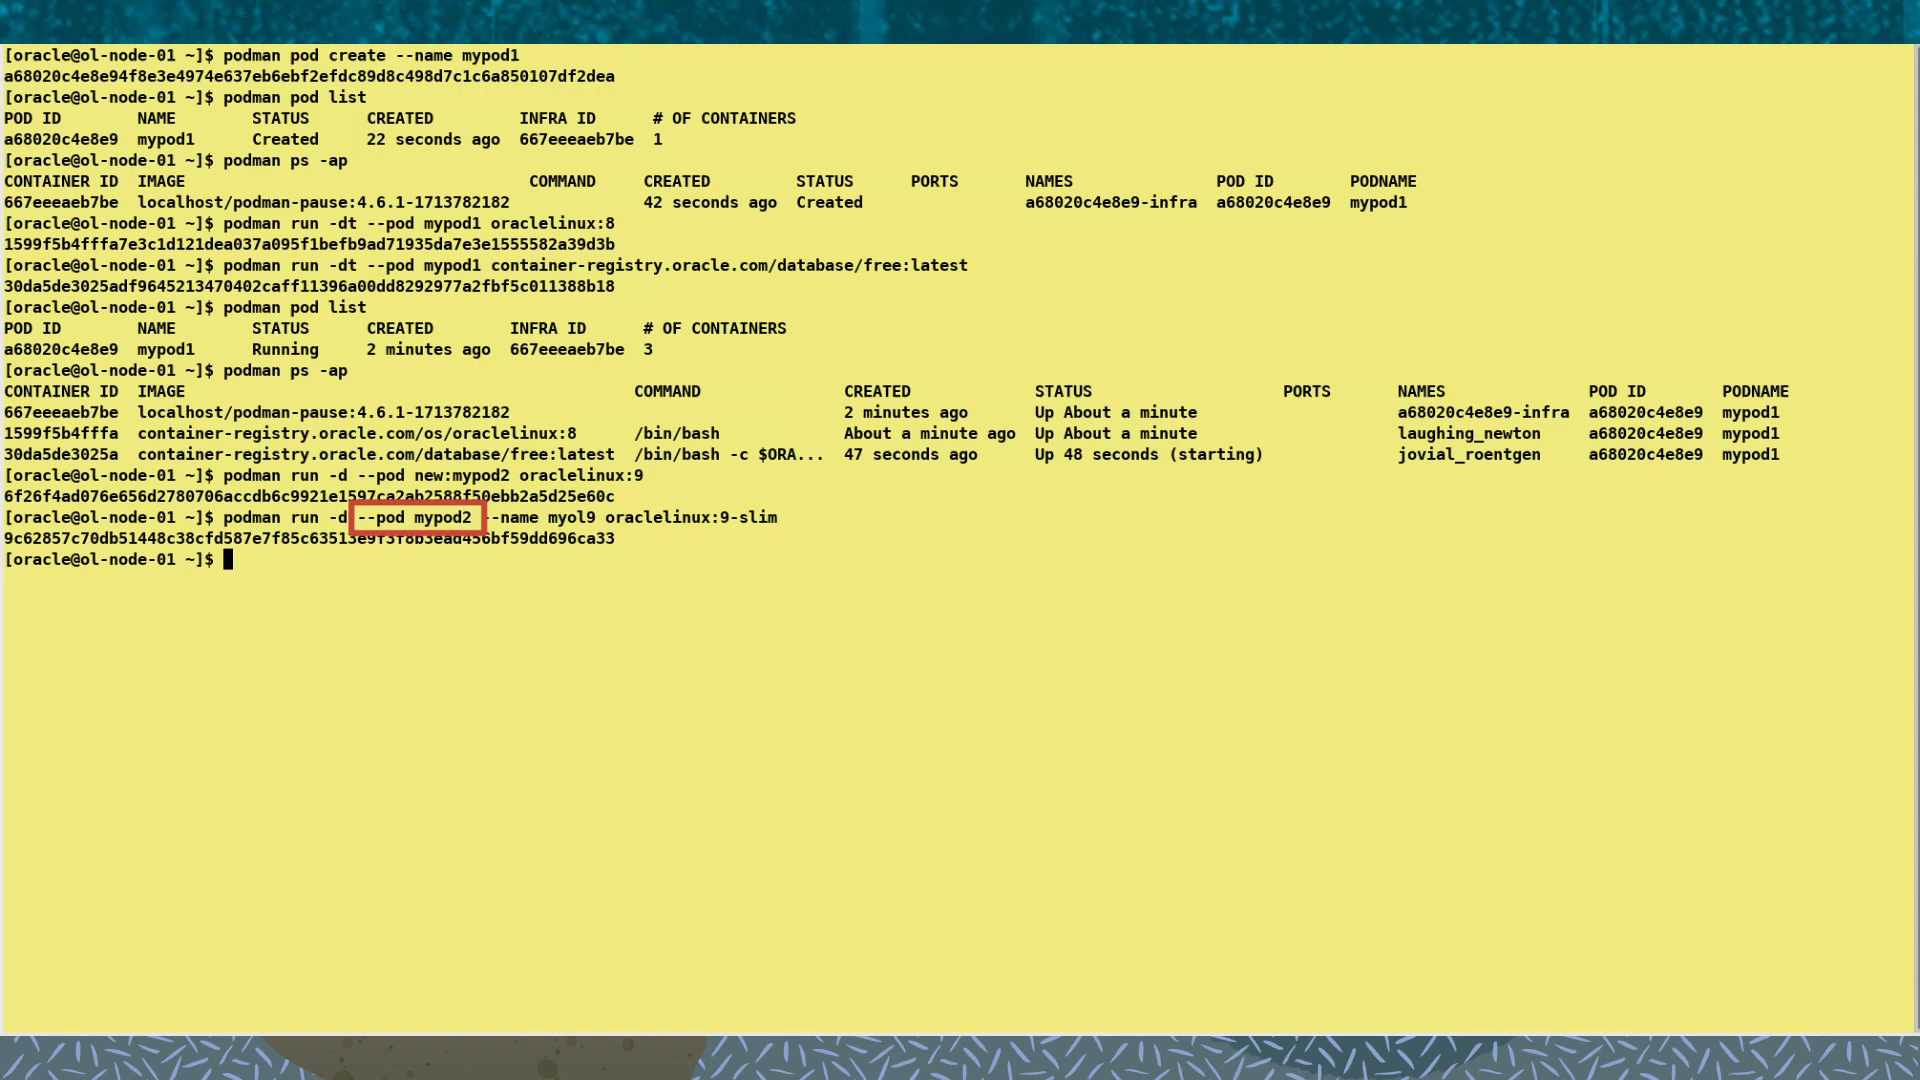 [oracle@ol-node-01 ~]$ podman pod create --name mypod1
a68020c4e8e94f8e3e4974e637eb6ebf2efdc89d8c498d7c1c6a850107df2dea
[oracle@ol-node-01 ~]$ podman pod list
POD ID        NAME        STATUS      CREATED         INFRA ID      # OF CONTAINERS
a68020c4e8e9  mypod1      Created     22 seconds ago  667eeeaeb7be  1
[oracle@ol-node-01 ~]$ podman ps -ap
CONTAINER ID  IMAGE                                    COMMAND     CREATED         STATUS      PORTS       NAMES               POD ID        PODNAME
667eeeaeb7be  localhost/podman-pause:4.6.1-1713782182              42 seconds ago  Created                 a68020c4e8e9-infra  a68020c4e8e9  mypod1
[oracle@ol-node-01 ~]$ podman run -dt --pod mypod1 oraclelinux:8
1599f5b4fffa7e3c1d121dea037a095f1befb9ad71935da7e3e1555582a39d3b
[oracle@ol-node-01 ~]$ podman run -dt --pod mypod1 container-registry.oracle.com/database/free:latest
30da5de3025adf9645213470402caff11396a00dd8292977a2fbf5c011388b18
[oracle@ol-node-01 ~]$ podman pod list
POD ID        NAME        STATUS      CREATED        INFRA ID      # OF CONTAINERS
a68020c4e8e9  mypod1      Running     2 minutes ago  667eeeaeb7be  3
[oracle@ol-node-01 ~]$ podman ps -ap
CONTAINER ID  IMAGE                                               COMMAND               CREATED             STATUS                    PORTS       NAMES               POD ID        PODNAME
667eeeaeb7be  localhost/podman-pause:4.6.1-1713782182                                   2 minutes ago       Up About a minute                     a68020c4e8e9-infra  a68020c4e8e9  mypod1
1599f5b4fffa  container-registry.oracle.com/os/oraclelinux:8      /bin/bash             About a minute ago  Up About a minute                     laughing_newton     a68020c4e8e9  mypod1
30da5de3025a  container-registry.oracle.com/database/free:latest  /bin/bash -c $ORA...  47 seconds ago      Up 48 seconds (starting)              jovial_roentgen     a68020c4e8e9  mypod1
[oracle@ol-node-01 ~]$ podman run -d --pod new:mypod2 oraclelinux:9
6f26f4ad076e656d2780706accdb6c9921e1597ca2ab2588f50ebb2a5d25e60c
[oracle@ol-node-01 ~]$ podman run -d --pod mypod2 --name myol9 oraclelinux:9-slim
9c62857c70db51448c38cfd587e7f85c63513e9f3f8b3ead456bf59dd696ca33
[oracle@ol-node-01 ~]$